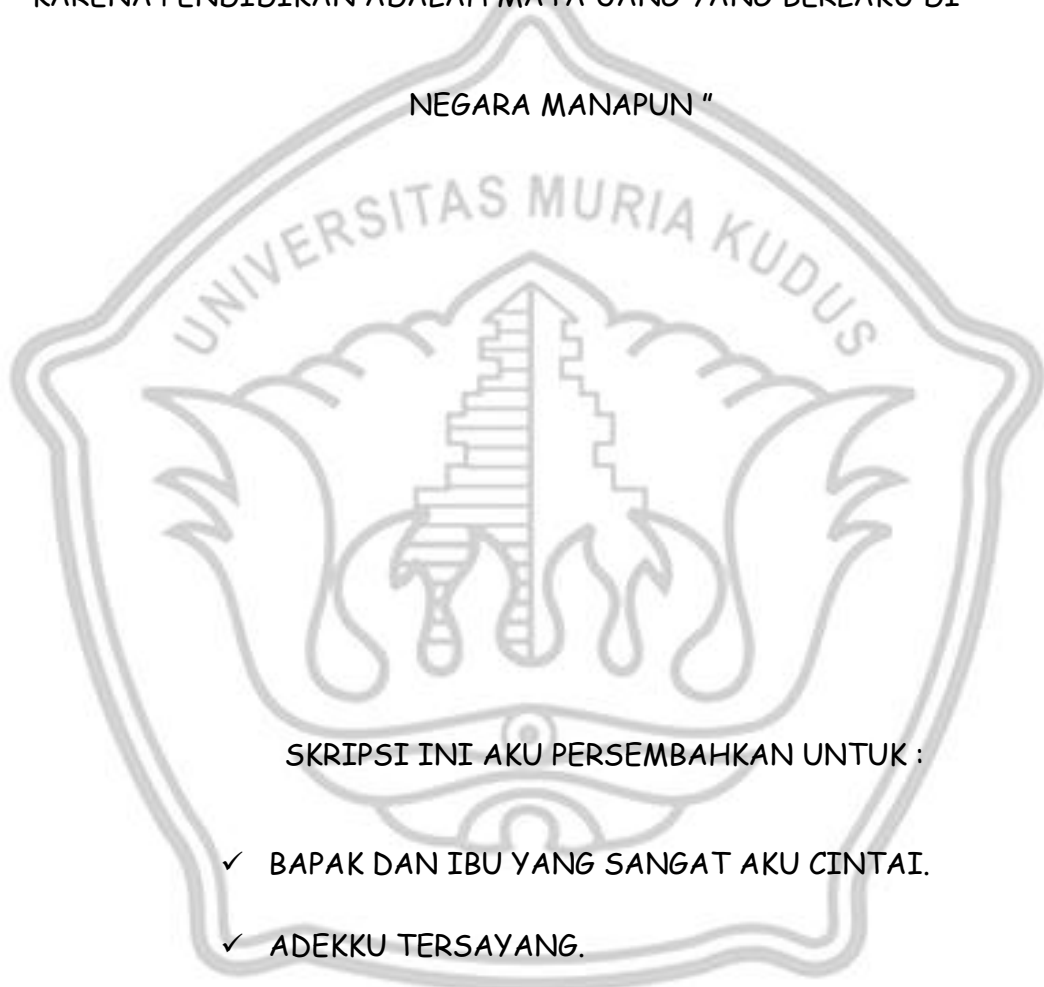 KARENA PENDIDIKAN ADALAH MATA UANG YANG BERLAKU DI
NEGARA MANAPUN "
UNIVERSITAS MURIA KUDUS
SKRIPSI INI AKU PERSEMBAHKAN UNTUK :
✓ BAPAK DAN IBU YANG SANGAT AKU CINTAI.
✓ ADEKKU TERSAYANG.